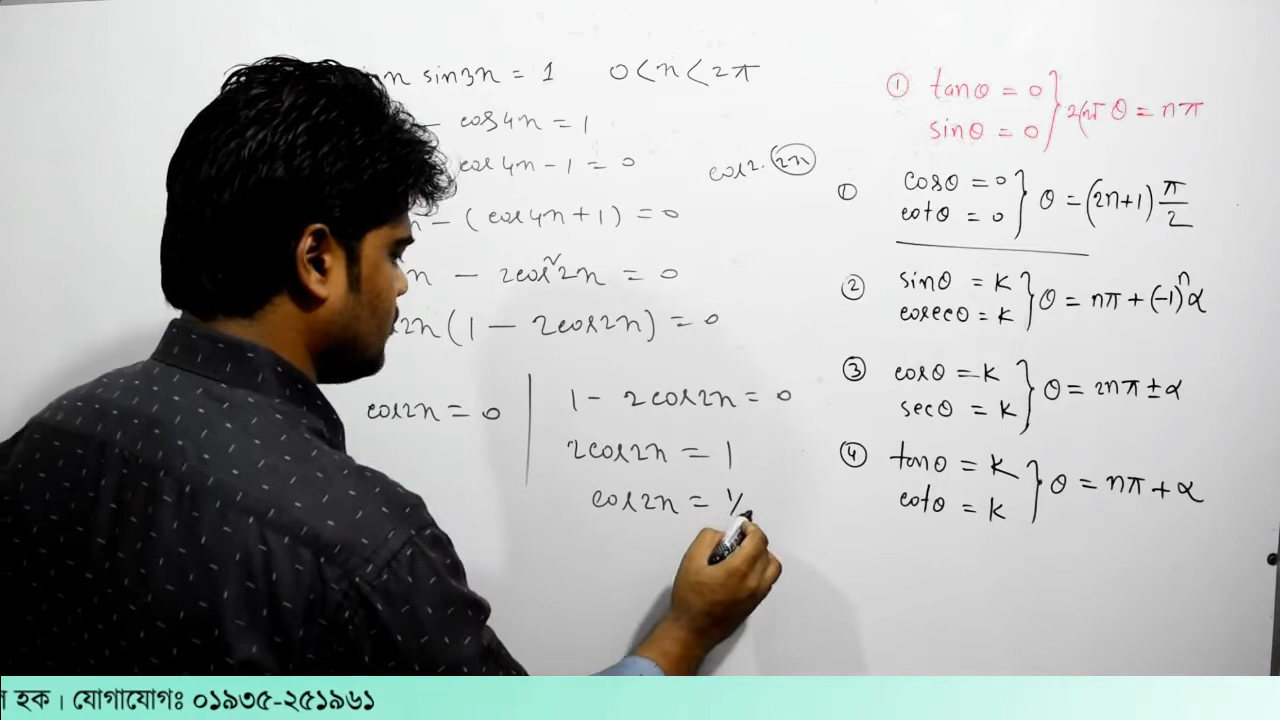 sin3x = 1 0 < x < 2π
- cos4x = 1
cos4x - 1 = 0
cos2. 2x
- (cos4x + 1) = 0
- 2cos²2x = 0
(1 - 2cos2x) = 0
cos2x = 0
1 - 2cos2x = 0
2cos2x = 1
cos2x = 1/
① tanθ = 0
sinθ = 0 } θ = nπ
① cosθ = 0
cotθ = 0 } θ = (2n+1) π/2
② sinθ = K
cosecθ = K } θ = nπ + (-1)ⁿα
③ cosθ = K
secθ = K } θ = 2nπ ± α
④ tanθ = K
cotθ = K } θ = nπ + α
হক। যোগাযোগঃ ০১৯৩৫-২৫১৯৬১